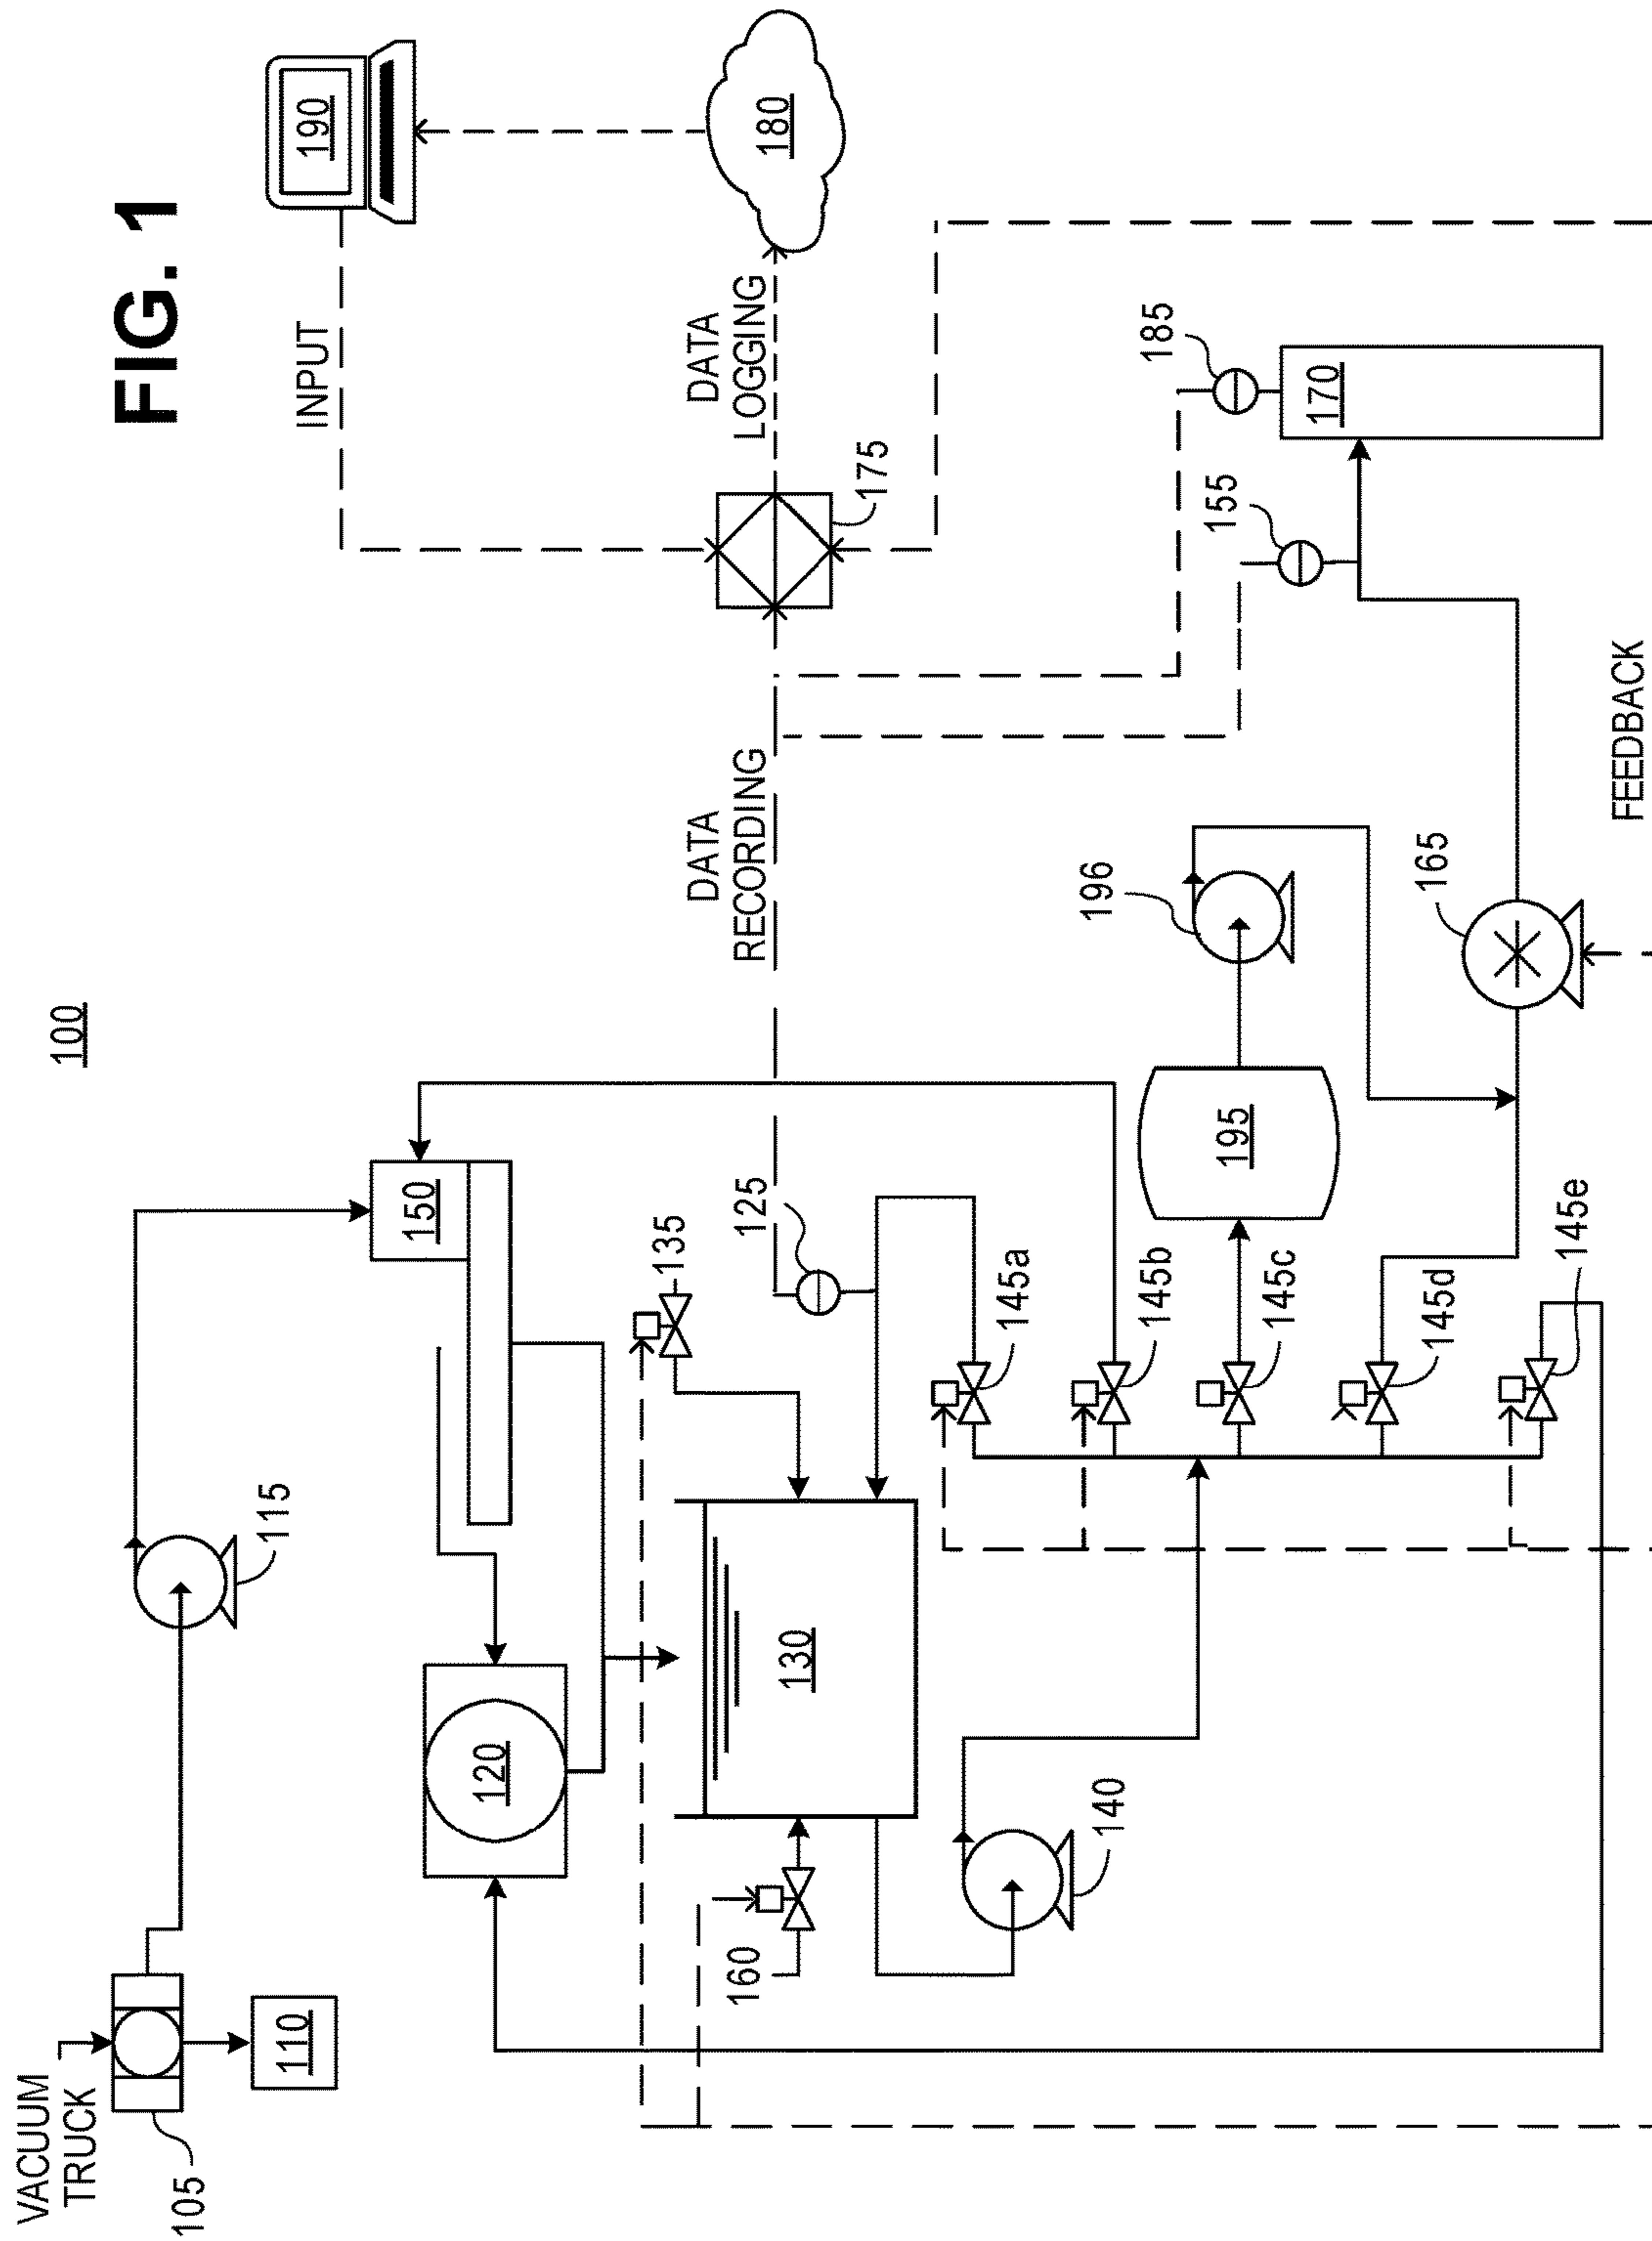 FIG. 1
100
VACUUM
TRUCK
105
110
115
120
150
INPUT
190
DATA
LOGGING
180
175
DATA
RECORDING
135
125
130
160
140
145a
145b
145c
145d
145e
195
196
165
155
185
170
FEEDBACK